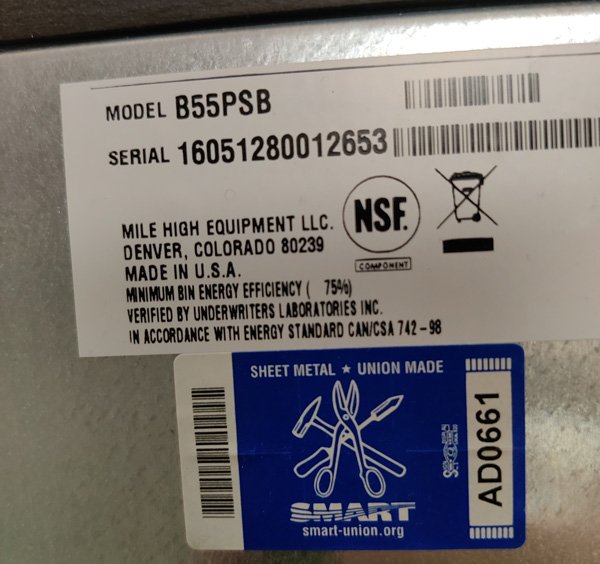 MODEL B55PSB
SERIAL 16051280012653
NSF.
COMPONENT
MILE HIGH EQUIPMENT LLC.
DENVER, COLORADO 80239
MADE IN U.S.A.
MINIMUM BIN ENERGY EFFICIENCY ( 75%)
VERIFIED BY UNDERWRITERS LABORATORIES INC.
IN ACCORDANCE WITH ENERGY STANDARD CAN/CSA 742-98
SHEET METAL ★ UNION MADE
SMART
smart-union.org
AD0661